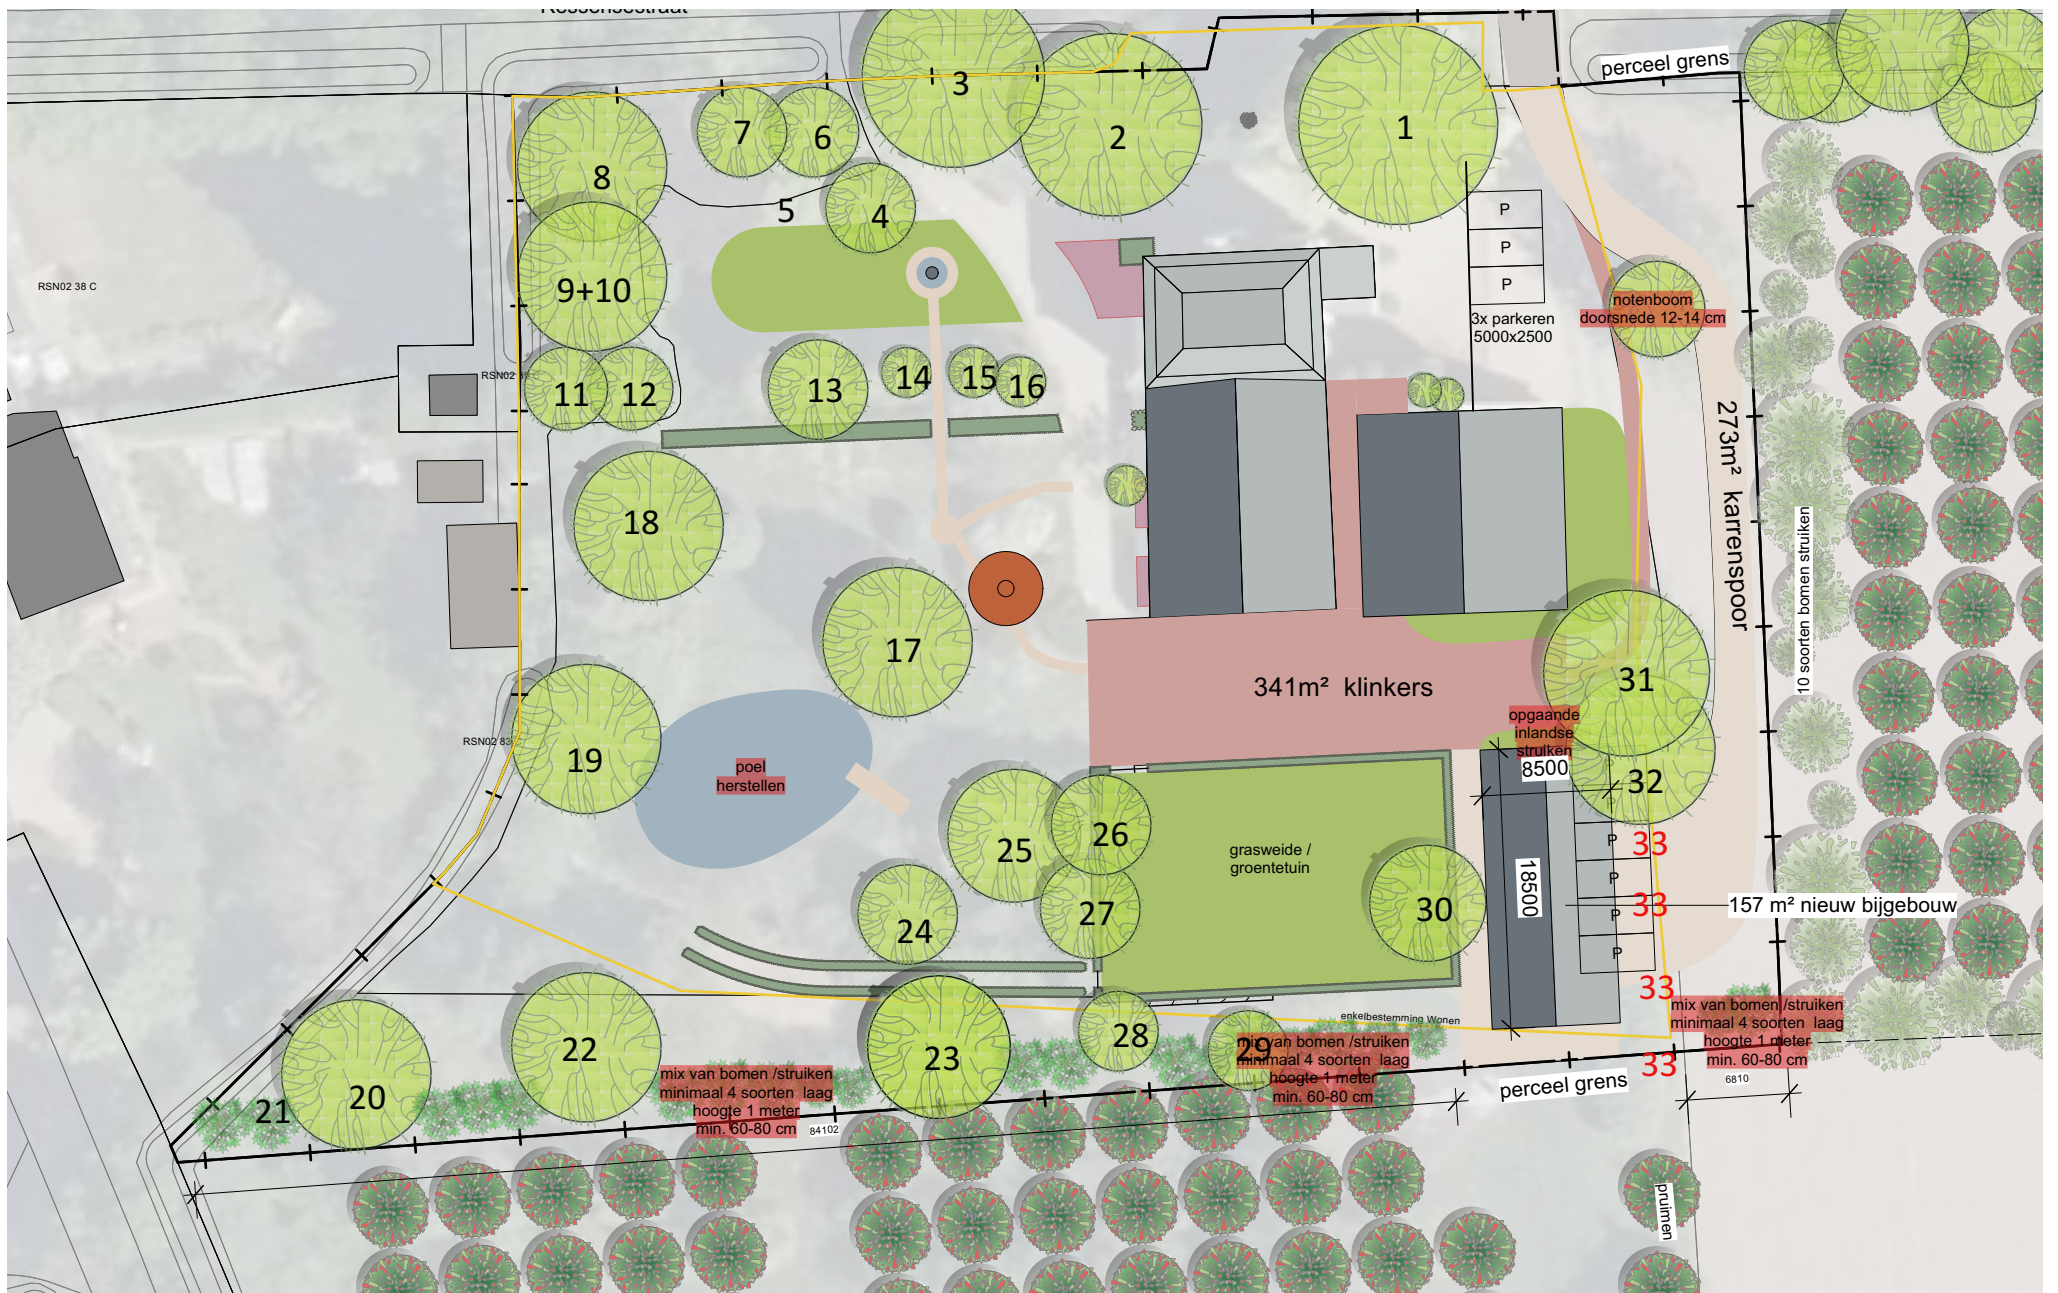 perceel grens
3
1
2
7
6
8
5
4
P
P
P
RSN02 38 C
9+10
notenboom
doorsnede 12-14 cm
3x parkeren
5000x2500
RSN02
11
12
13
14
15
16
273m² karrenspoor
10 soorten bomen struiken
18
17
341m² klinkers
31
opgaande
inlandse
struiken
8500
RSN02 83
19
poel
herstellen
32
25
26
grasweide /
groentetuin
P
33
18500
P
30
27
P
33
157 m² nieuw bijgebouw
24
P
33
mix van bomen /struiken
minimaal 4 soorten laag
hoogte 1 meter
min. 60-80 cm
enkelbestemming Wonen
22
23
28
29
mix van bomen /struiken
minimaal 4 soorten laag
hoogte 1 meter
min. 60-80 cm
33
perceel grens
6810
20
21
mix van bomen /struiken
minimaal 4 soorten laag
hoogte 1 meter
min. 60-80 cm
84102
pruimen